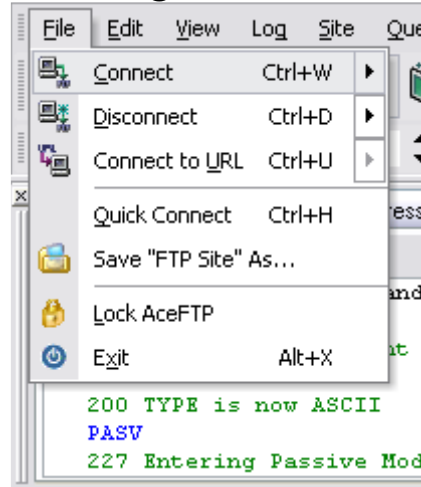 File Edit View Log Site
Connect Ctrl+W
Disconnect Ctrl+D
Connect to URL Ctrl+U
Quick Connect Ctrl+H
Save "FTP Site" As...
Lock AceFTP
Exit Alt+X
200 TYPE is now ASCII
PASV
227 Entering Passive